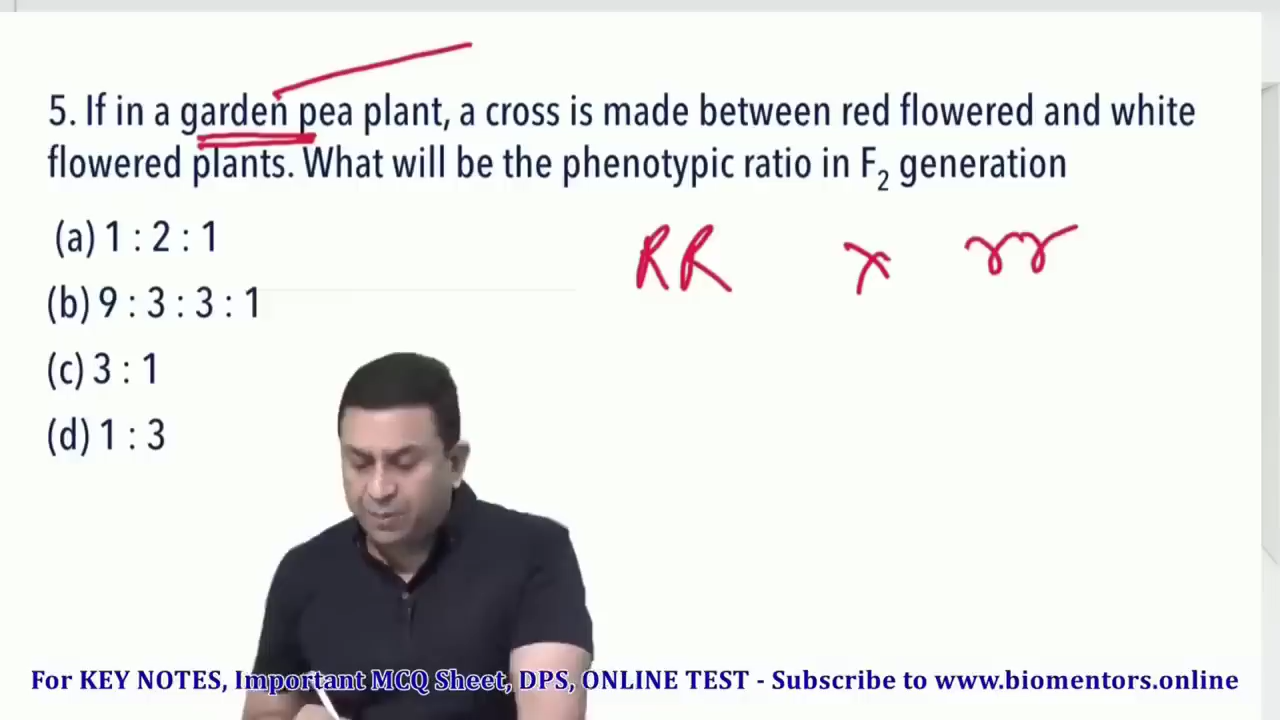 5. If in a garden pea plant, a cross is made between red flowered and white
flowered plants. What will be the phenotypic ratio in F₂ generation
(a) 1 : 2 : 1
RR x rr
(b) 9 : 3 : 3 : 1
(c) 3 : 1
(d) 1 : 3
For KEY NOTES, Important MCQ Sheet, DPS, ONLINE TEST - Subscribe to www.biomentors.online